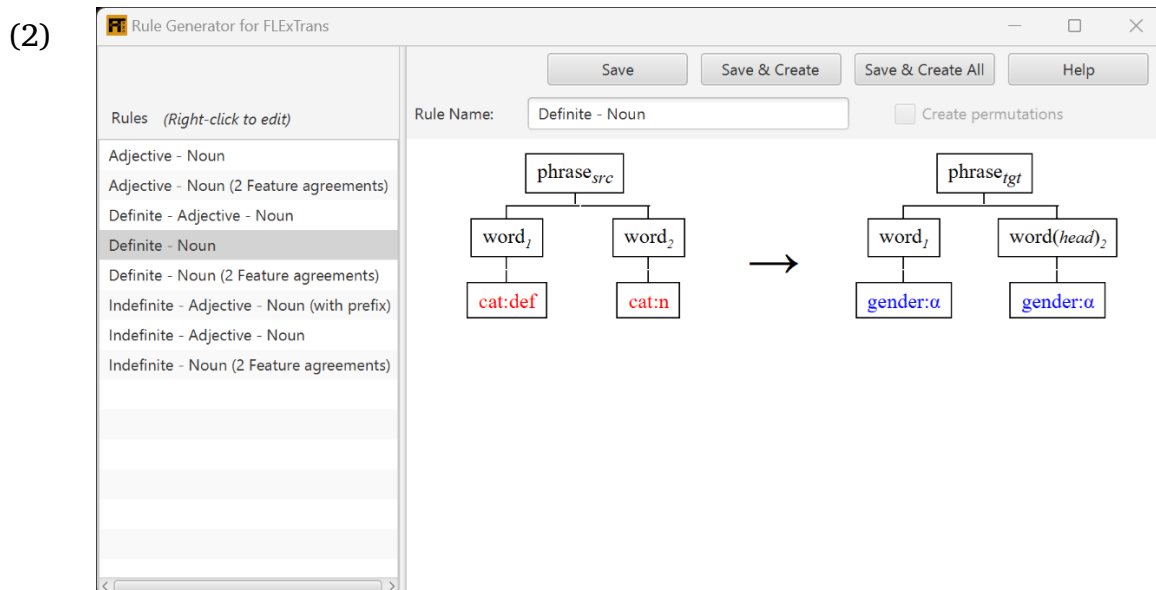 (2)
Rule Generator for FLExTrans
Save Save & Create Save & Create All Help
Rules (Right-click to edit)
Rule Name: Definite - Noun Create permutations
Adjective - Noun
Adjective - Noun (2 Feature agreements)
Definite - Adjective - Noun
Definite - Noun
Definite - Noun (2 Feature agreements)
Indefinite - Adjective - Noun (with prefix)
Indefinite - Adjective - Noun
Indefinite - Noun (2 Feature agreements)
phrasesrc phrasetgt
word1 word2 → word1 word(head)2
cat:def cat:n gender:α gender:α